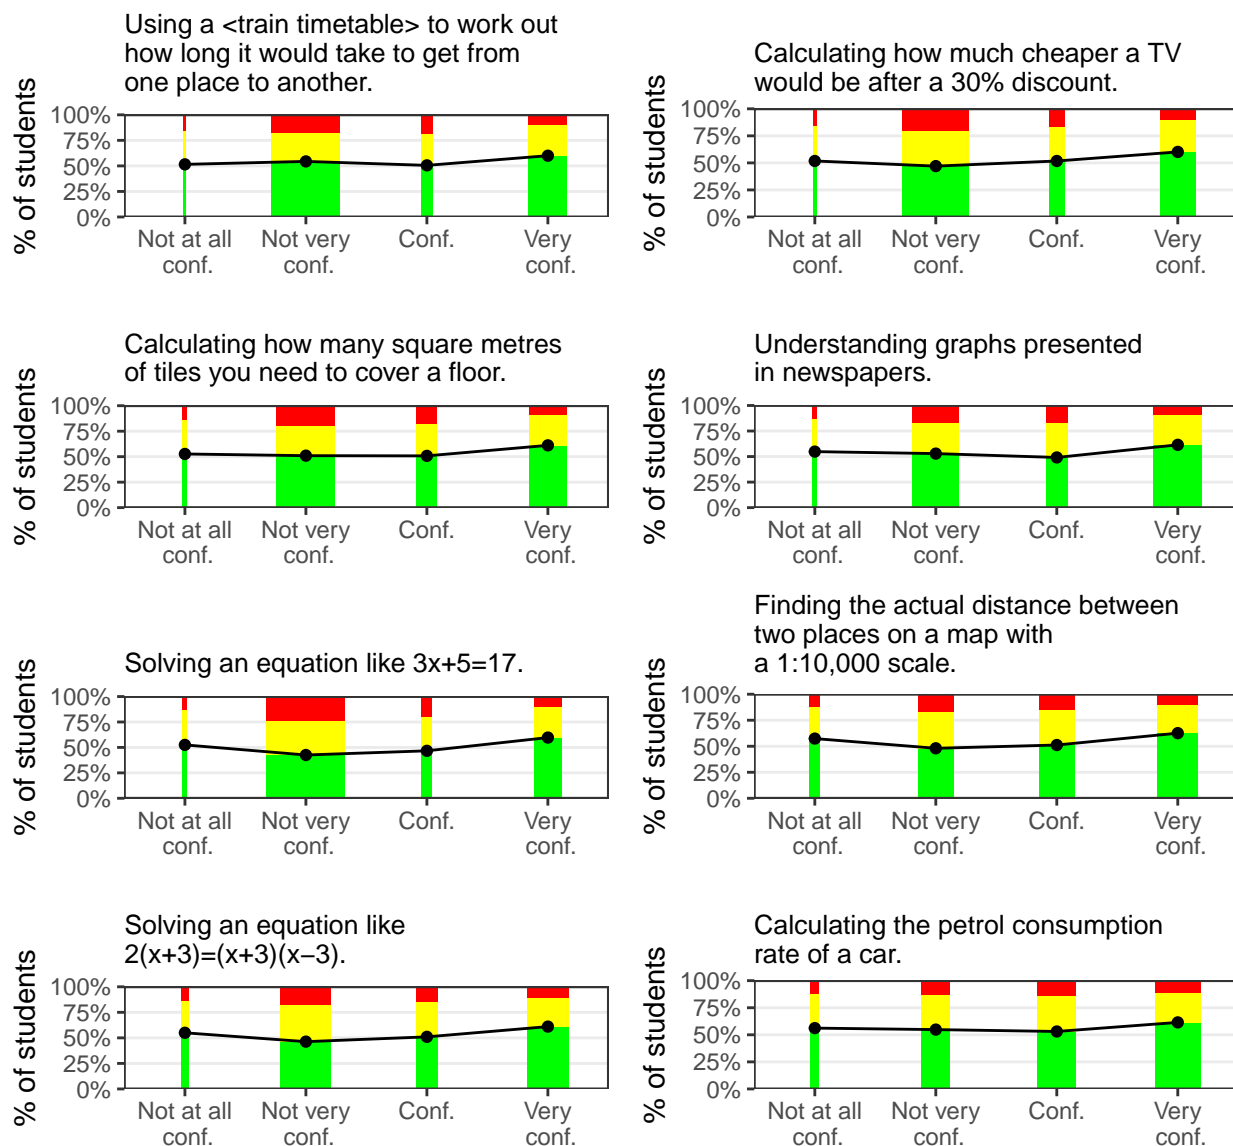 Using a <train timetable> to work out
how long it would take to get from
one place to another.
% of students
100%
75%
50%
25%
0%
Not at all
conf.
Not very
conf.
Conf.
Very
conf.
Calculating how much cheaper a TV
would be after a 30% discount.
% of students
100%
75%
50%
25%
0%
Not at all
conf.
Not very
conf.
Conf.
Very
conf.
Calculating how many square metres
of tiles you need to cover a floor.
% of students
100%
75%
50%
25%
0%
Not at all
conf.
Not very
conf.
Conf.
Very
conf.
Understanding graphs presented
in newspapers.
% of students
100%
75%
50%
25%
0%
Not at all
conf.
Not very
conf.
Conf.
Very
conf.
Solving an equation like 3x+5=17.
% of students
100%
75%
50%
25%
0%
Not at all
conf.
Not very
conf.
Conf.
Very
conf.
Finding the actual distance between
two places on a map with
a 1:10,000 scale.
% of students
100%
75%
50%
25%
0%
Not at all
conf.
Not very
conf.
Conf.
Very
conf.
Solving an equation like
2(x+3)=(x+3)(x−3).
% of students
100%
75%
50%
25%
0%
Not at all
conf.
Not very
conf.
Conf.
Very
conf.
Calculating the petrol consumption
rate of a car.
% of students
100%
75%
50%
25%
0%
Not at all
conf.
Not very
conf.
Conf.
Very
conf.